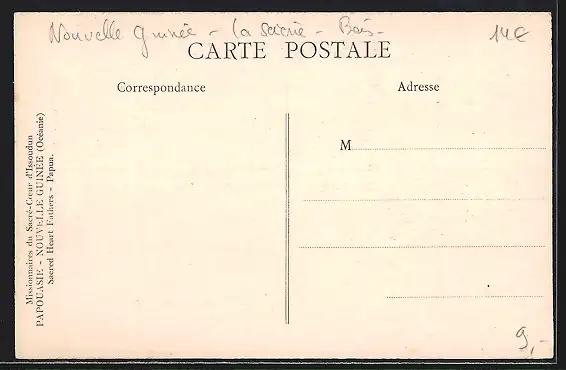 Nouvelle Guinée - la scierie - Bois -
14€
CARTE POSTALE
Correspondance
Adresse
M
Missionnaires du Sacré-Cœur d'Issoudun
PAPOUASIE - NOUVELLE GUINÉE (Océanie)
Sacred Heart Fathers - Papua.
9,-